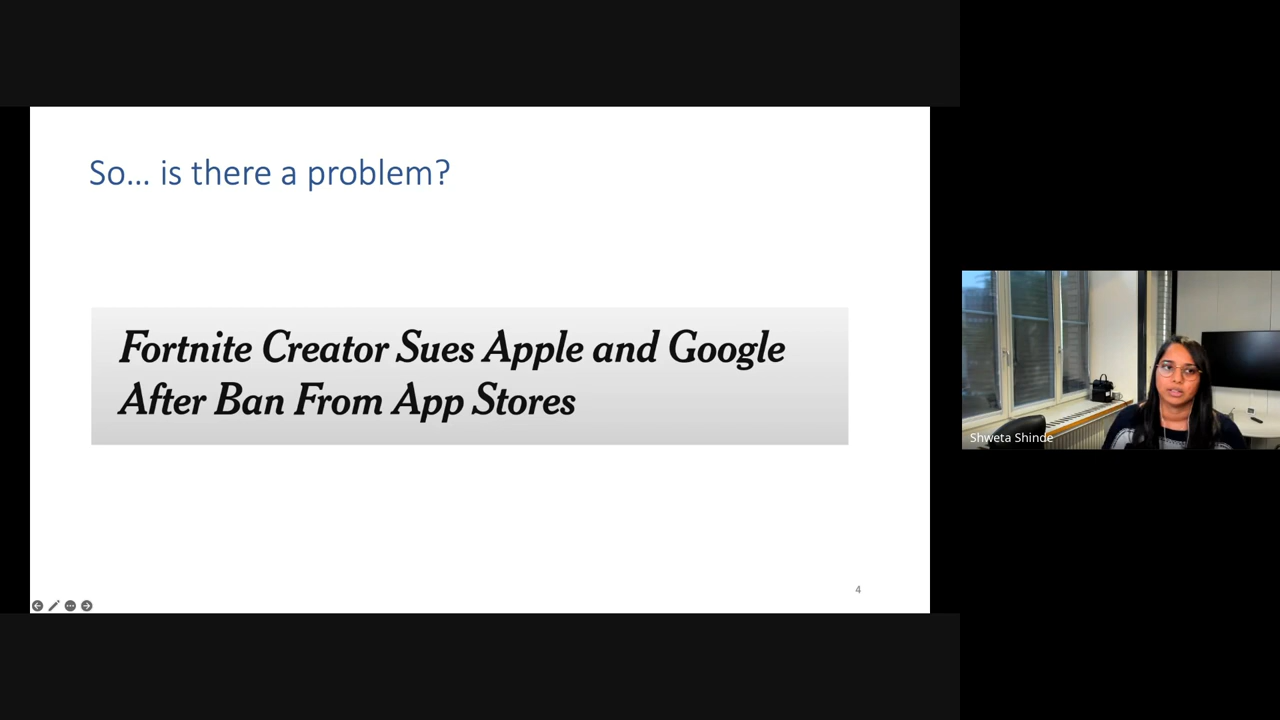 So... is there a problem?
Fortnite Creator Sues Apple and Google
After Ban From App Stores
4
Shweta Shinde